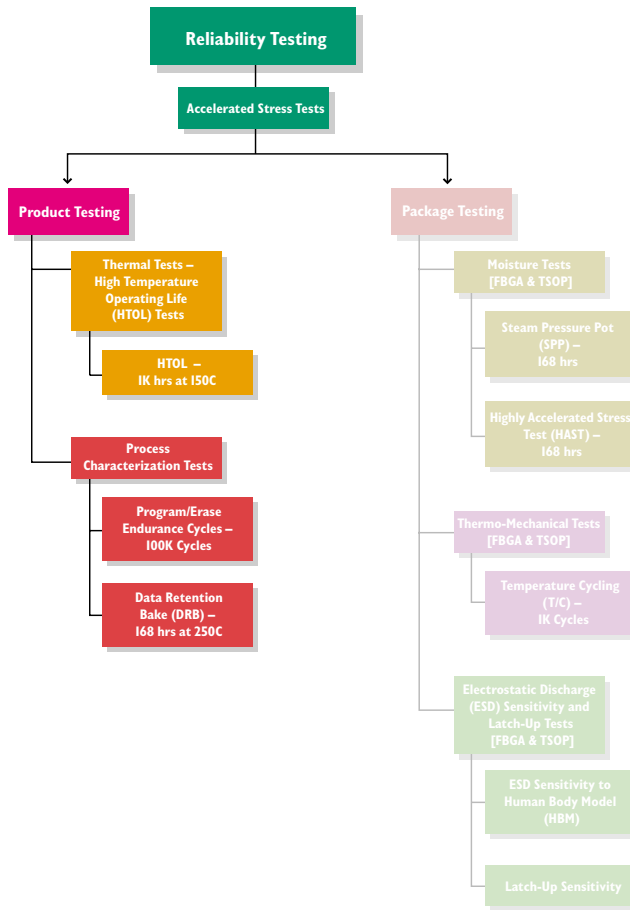 Reliability Testing
Accelerated Stress Tests
Product Testing
Thermal Tests –
High Temperature
Operating Life
(HTOL) Tests
HTOL –
1K hrs at 150C
Process
Characterization Tests
Program/Erase
Endurance Cycles –
100K Cycles
Data Retention
Bake (DRB) –
168 hrs at 250C
Package Testing
Moisture Tests
[FBGA & TSOP]
Steam Pressure Pot
(SPP) –
168 hrs
Highly Accelerated Stress
Test (HAST) –
168 hrs
Thermo-Mechanical Tests
[FBGA & TSOP]
Temperature Cycling
(T/C) –
1K Cycles
Electrostatic Discharge
(ESD) Sensitivity and
Latch-Up Tests
[FBGA & TSOP]
ESD Sensitivity to
Human Body Model
(HBM)
Latch-Up Sensitivity